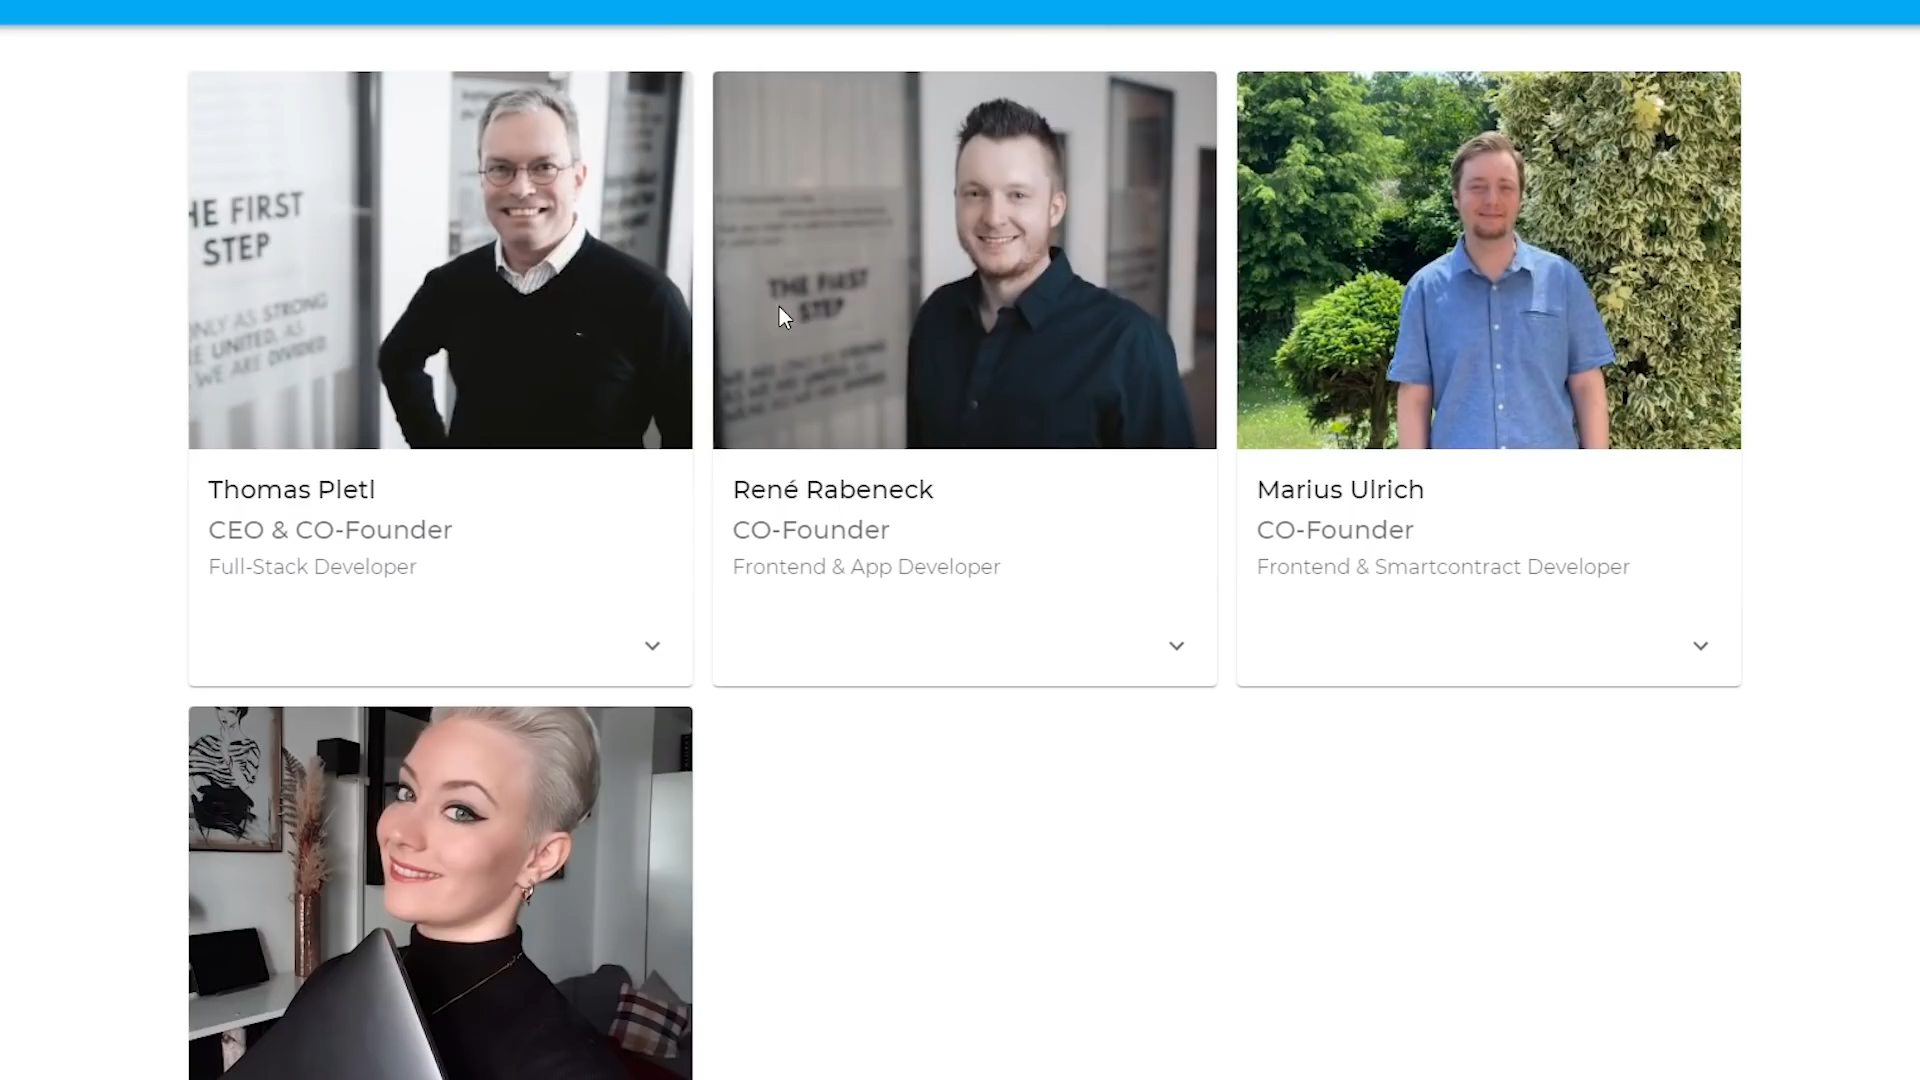 HE FIRST
STEP
NLY AS STRONG
E UNITED, AS
WE ARE DIVIDED
THE FIRST
STEP
Thomas Pletl
CEO & CO-Founder
Full-Stack Developer
René Rabeneck
CO-Founder
Frontend & App Developer
Marius Ulrich
CO-Founder
Frontend & Smartcontract Developer